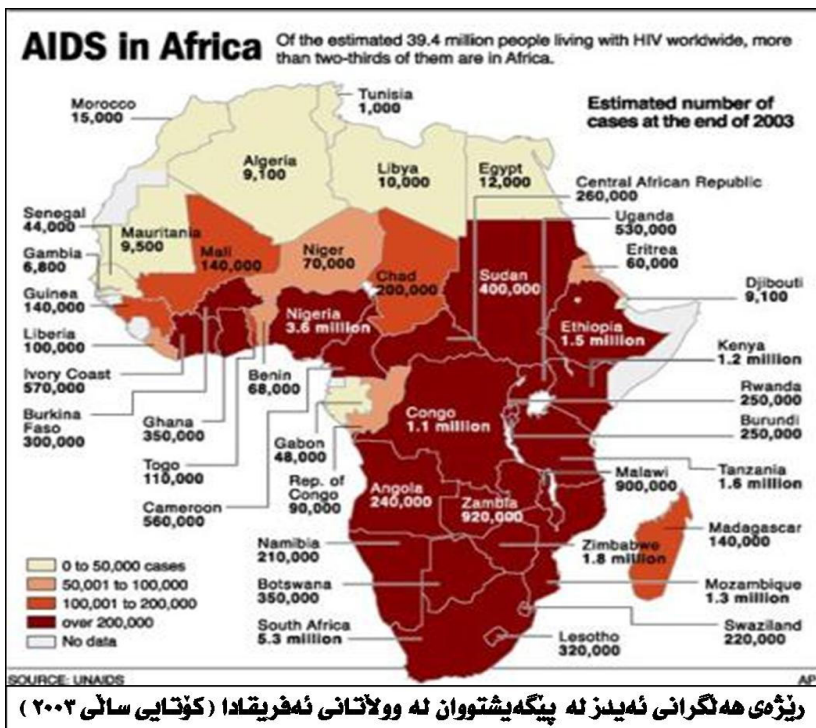 AIDS in Africa
Of the estimated 39.4 million people living with HIV worldwide, more
than two-thirds of them are in Africa.
Estimated number of
cases at the end of 2003
Morocco
15,000
Tunisia
1,000
Algeria
9,100
Libya
10,000
Egypt
12,000
Central African Republic
260,000
Uganda
530,000
Eritrea
60,000
Djibouti
9,100
Senegal
44,000
Mauritania
9,500
Mali
140,000
Niger
70,000
Chad
200,000
Sudan
400,000
Gambia
6,800
Guinea
140,000
Nigeria
3.6 million
Ethiopia
1.5 million
Liberia
100,000
Kenya
1.2 million
Ivory Coast
570,000
Benin
68,000
Rwanda
250,000
Burkina
Faso
300,000
Ghana
350,000
Congo
1.1 million
Burundi
250,000
Togo
110,000
Gabon
48,000
Cameroon
560,000
Rep. of
Congo
90,000
Angola
240,000
Zambia
920,000
Malawi
900,000
Tanzania
1.6 million
Madagascar
140,000
Namibia
210,000
Zimbabwe
1.8 million
Botswana
350,000
Mozambique
1.3 million
South Africa
5.3 million
Lesotho
320,000
Swaziland
220,000
0 to 50,000 cases
50,001 to 100,000
100,001 to 200,000
over 200,000
No data
SOURCE: UNAIDS
AP
رێژەی هەڵگرانی ئەیدز لە پێگەیشتووان لە وولاَتانی ئەفریقادا ( کۆتایی ساڵی ٢٠٠٣ )